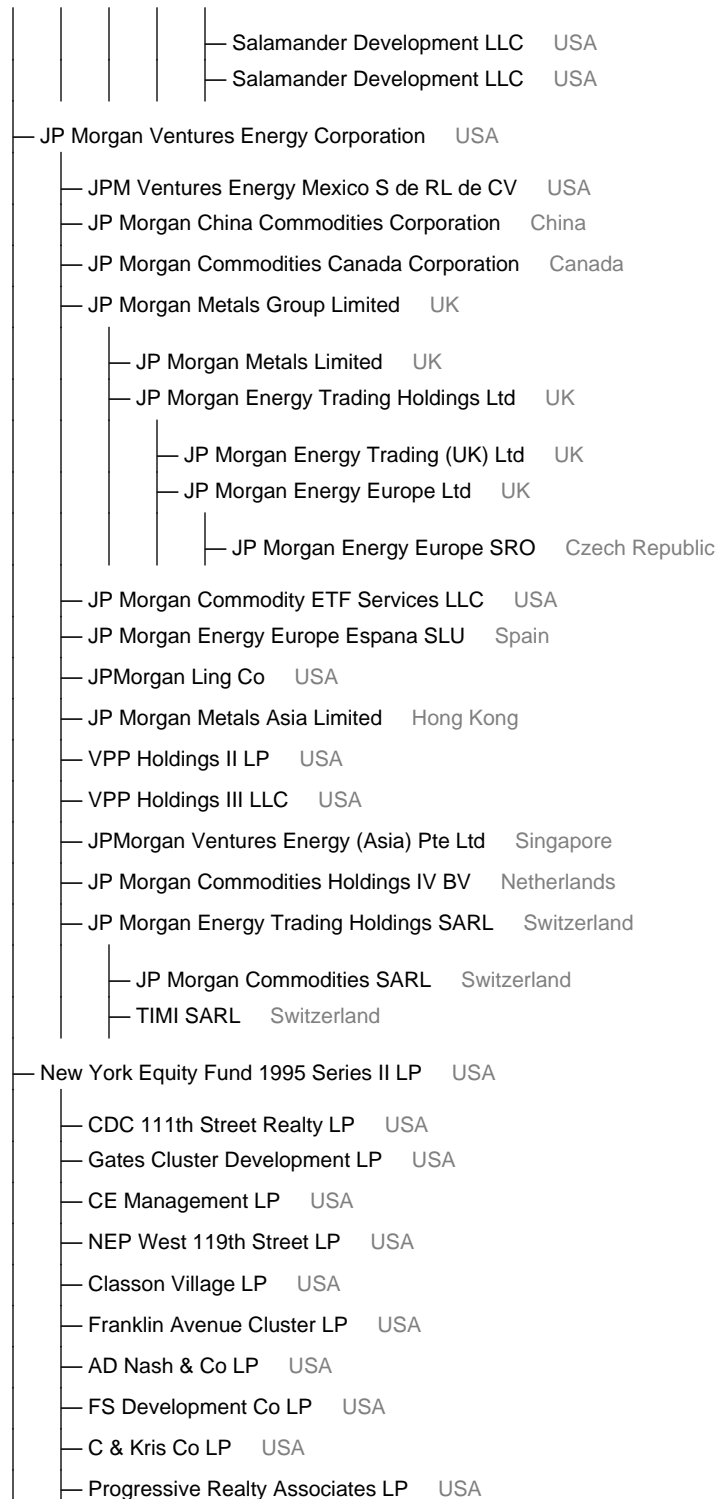 Salamander Development LLC USA
Salamander Development LLC USA
JP Morgan Ventures Energy Corporation USA
JPM Ventures Energy Mexico S de RL de CV USA
JP Morgan China Commodities Corporation China
JP Morgan Commodities Canada Corporation Canada
JP Morgan Metals Group Limited UK
JP Morgan Metals Limited UK
JP Morgan Energy Trading Holdings Ltd UK
JP Morgan Energy Trading (UK) Ltd UK
JP Morgan Energy Europe Ltd UK
JP Morgan Energy Europe SRO Czech Republic
JP Morgan Commodity ETF Services LLC USA
JP Morgan Energy Europe Espana SLU Spain
JPMorgan Ling Co USA
JP Morgan Metals Asia Limited Hong Kong
VPP Holdings II LP USA
VPP Holdings III LLC USA
JPMorgan Ventures Energy (Asia) Pte Ltd Singapore
JP Morgan Commodities Holdings IV BV Netherlands
JP Morgan Energy Trading Holdings SARL Switzerland
JP Morgan Commodities SARL Switzerland
TIMI SARL Switzerland
New York Equity Fund 1995 Series II LP USA
CDC 111th Street Realty LP USA
Gates Cluster Development LP USA
CE Management LP USA
NEP West 119th Street LP USA
Classon Village LP USA
Franklin Avenue Cluster LP USA
AD Nash & Co LP USA
FS Development Co LP USA
C & Kris Co LP USA
Progressive Realty Associates LP USA